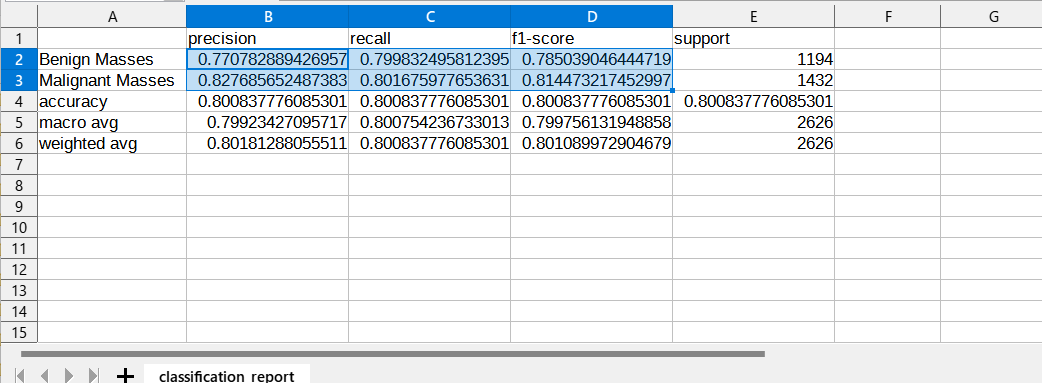 A B C D E F G
1 precision recall f1-score support
2 Benign Masses 0.770782889426957 0.799832495812395 0.785039046444719 1194
3 Malignant Masses 0.827685652487383 0.801675977653631 0.814473217452997 1432
4 accuracy 0.800837776085301 0.800837776085301 0.800837776085301 0.800837776085301
5 macro avg 0.79923427095717 0.800754236733013 0.799756131948858 2626
6 weighted avg 0.80181288055511 0.800837776085301 0.801089972904679 2626
7
8
9
10
11
12
13
14
15
classification_report